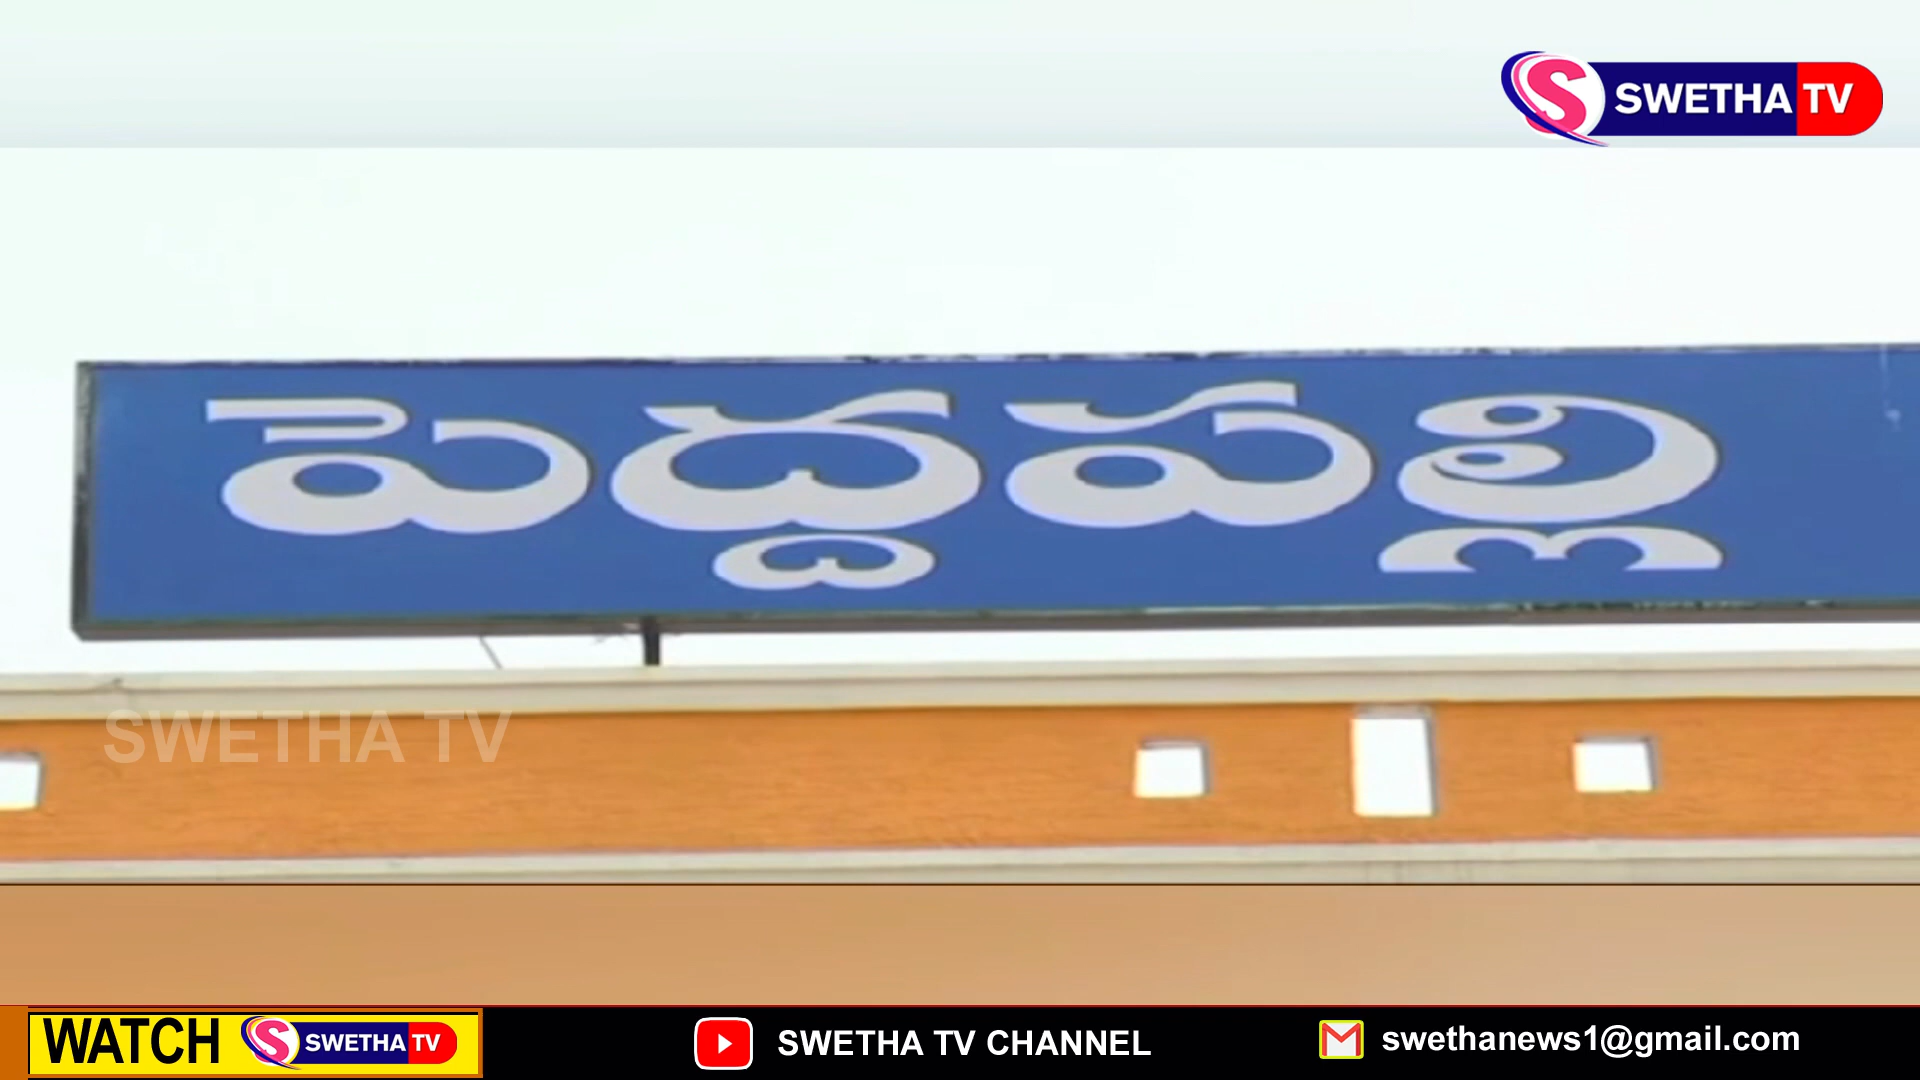 S SWETHA TV
పెద్దపల్లి
SWETHA TV
WATCH S SWETHA TV
SWETHA TV CHANNEL
swethanews1@gmail.com